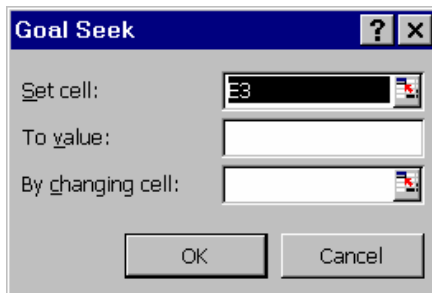 Goal Seek ? ×
Set cell: E3
To value:
By changing cell:
OK Cancel